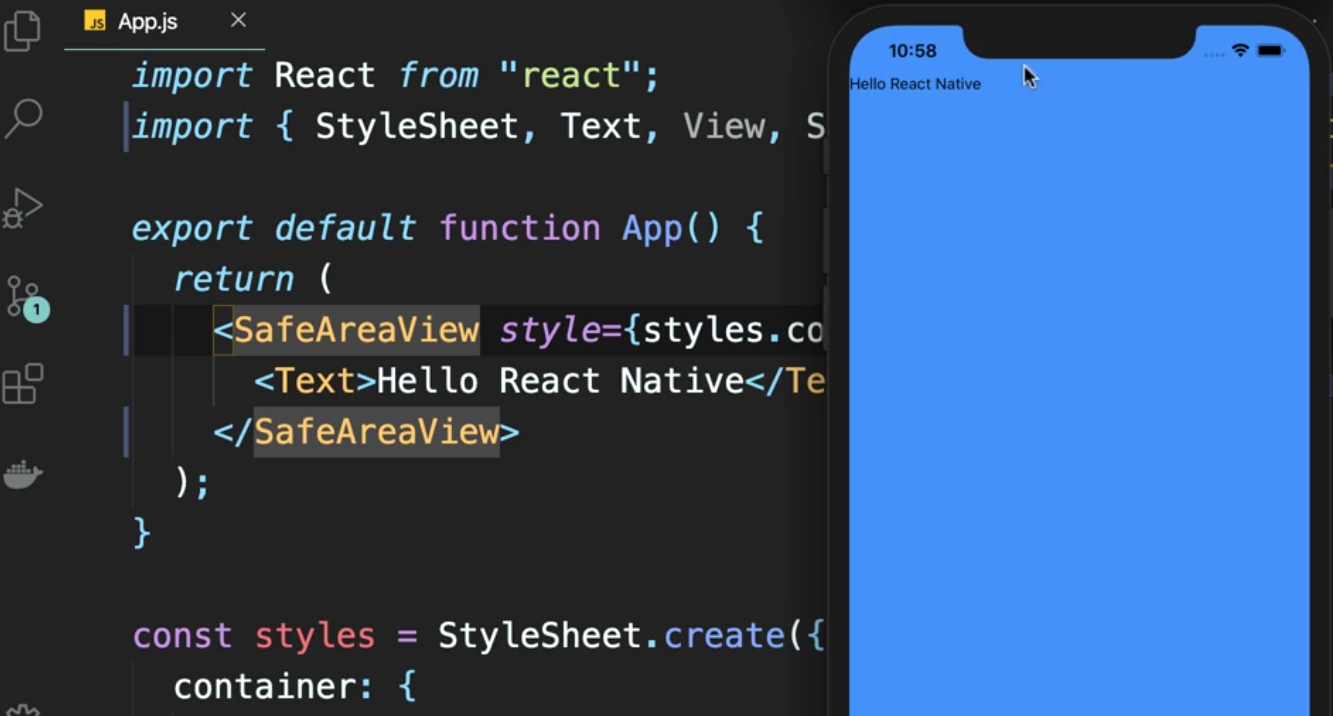 JS App.js
import React from "react";
import { StyleSheet, Text, View, S
export default function App() {
return (
<SafeAreaView style={styles.co
<Text>Hello React Native</Te
</SafeAreaView>
);
}
const styles = StyleSheet.create({
container: {
1
10:58
Hello React Native